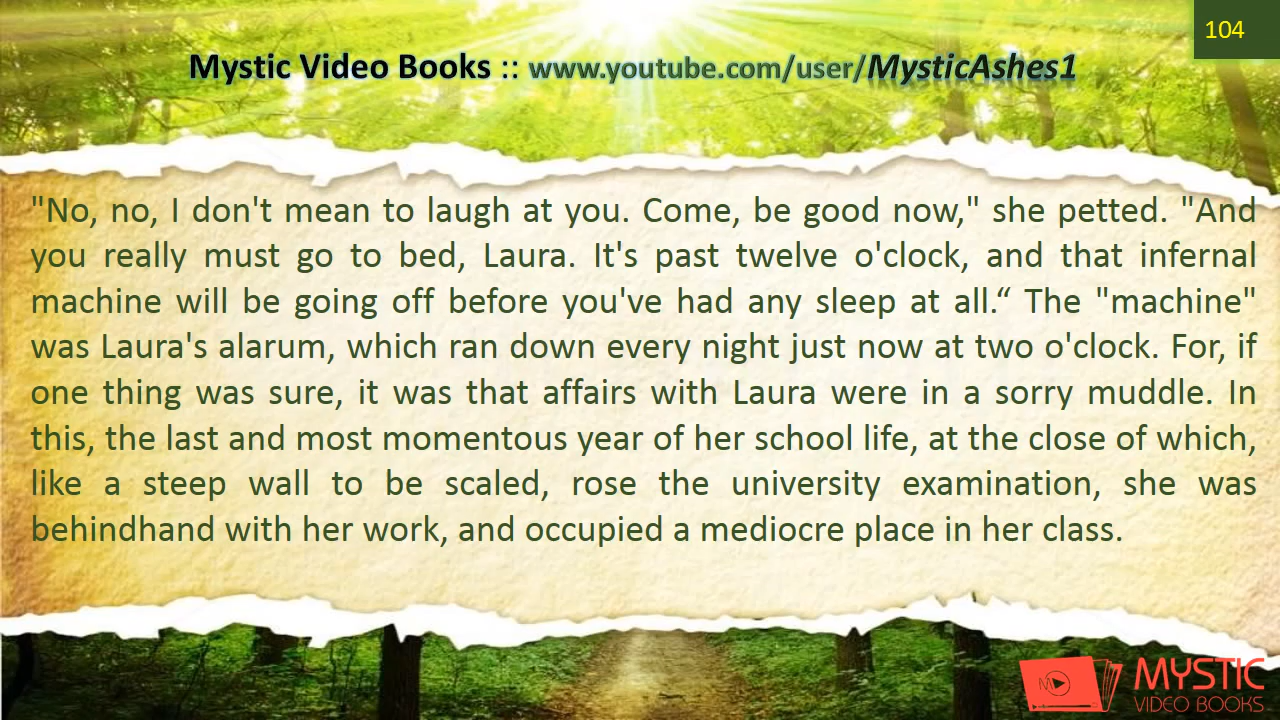 104
Mystic Video Books :: www.youtube.com/user/MysticAshes1
"No, no, I don't mean to laugh at you. Come, be good now," she petted. "And
you really must go to bed, Laura. It's past twelve o'clock, and that infernal
machine will be going off before you've had any sleep at all.“ The "machine"
was Laura's alarum, which ran down every night just now at two o'clock. For, if
one thing was sure, it was that affairs with Laura were in a sorry muddle. In
this, the last and most momentous year of her school life, at the close of which,
like a steep wall to be scaled, rose the university examination, she was
behindhand with her work, and occupied a mediocre place in her class.
MYSTIC
VIDEO BOOKS